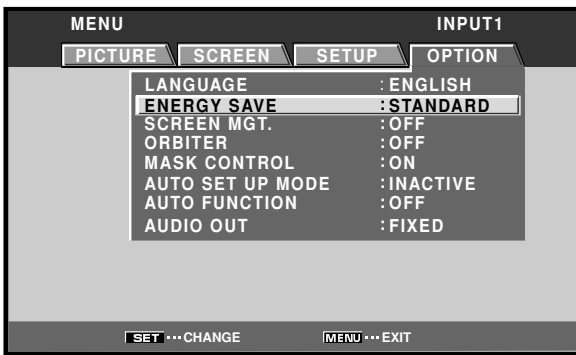 MENU INPUT1
PICTURE SCREEN SETUP OPTION
LANGUAGE :ENGLISH
ENERGY SAVE :STANDARD
SCREEN MGT. :OFF
ORBITER :OFF
MASK CONTROL :ON
AUTO SET UP MODE :INACTIVE
AUTO FUNCTION :OFF
AUDIO OUT :FIXED
SET ···CHANGE MENU ···EXIT